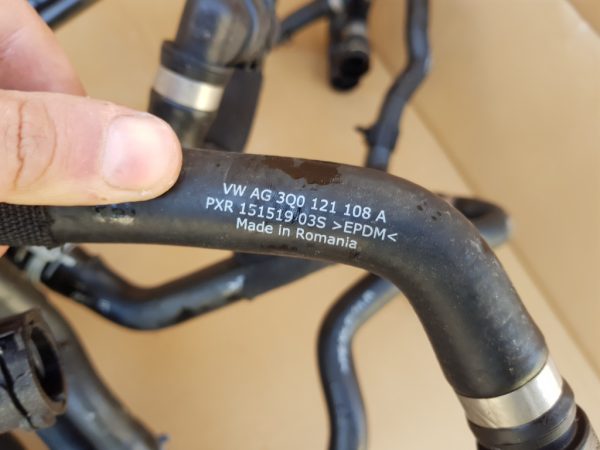 VW AG 3Q0 121 108 A
PXR 151519/03S >EPDM<
Made in Romania